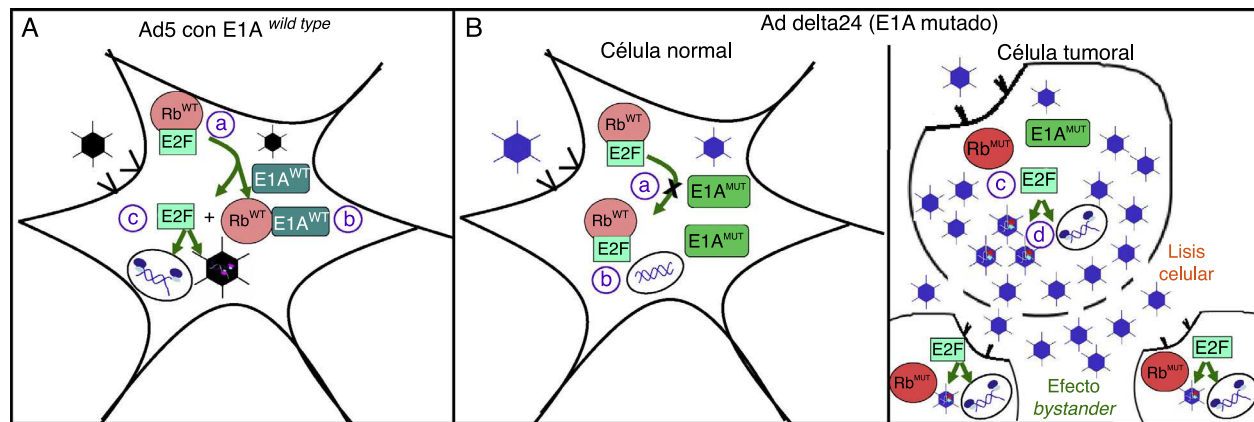 A
Ad5 con E1A wild type
Rb WT
E2F
a
E1A WT
c
E2F
+
Rb WT
E1A WT
b
B
Ad delta24 (E1A mutado)
Célula normal
Rb WT
E2F
a
X
E1A MUT
Rb WT
E2F
E1A MUT
b
Célula tumoral
E1A MUT
Rb MUT
c
E2F
d
Lisis
celular
E2F
Rb MUT
Efecto
bystander
E2F
Rb MUT